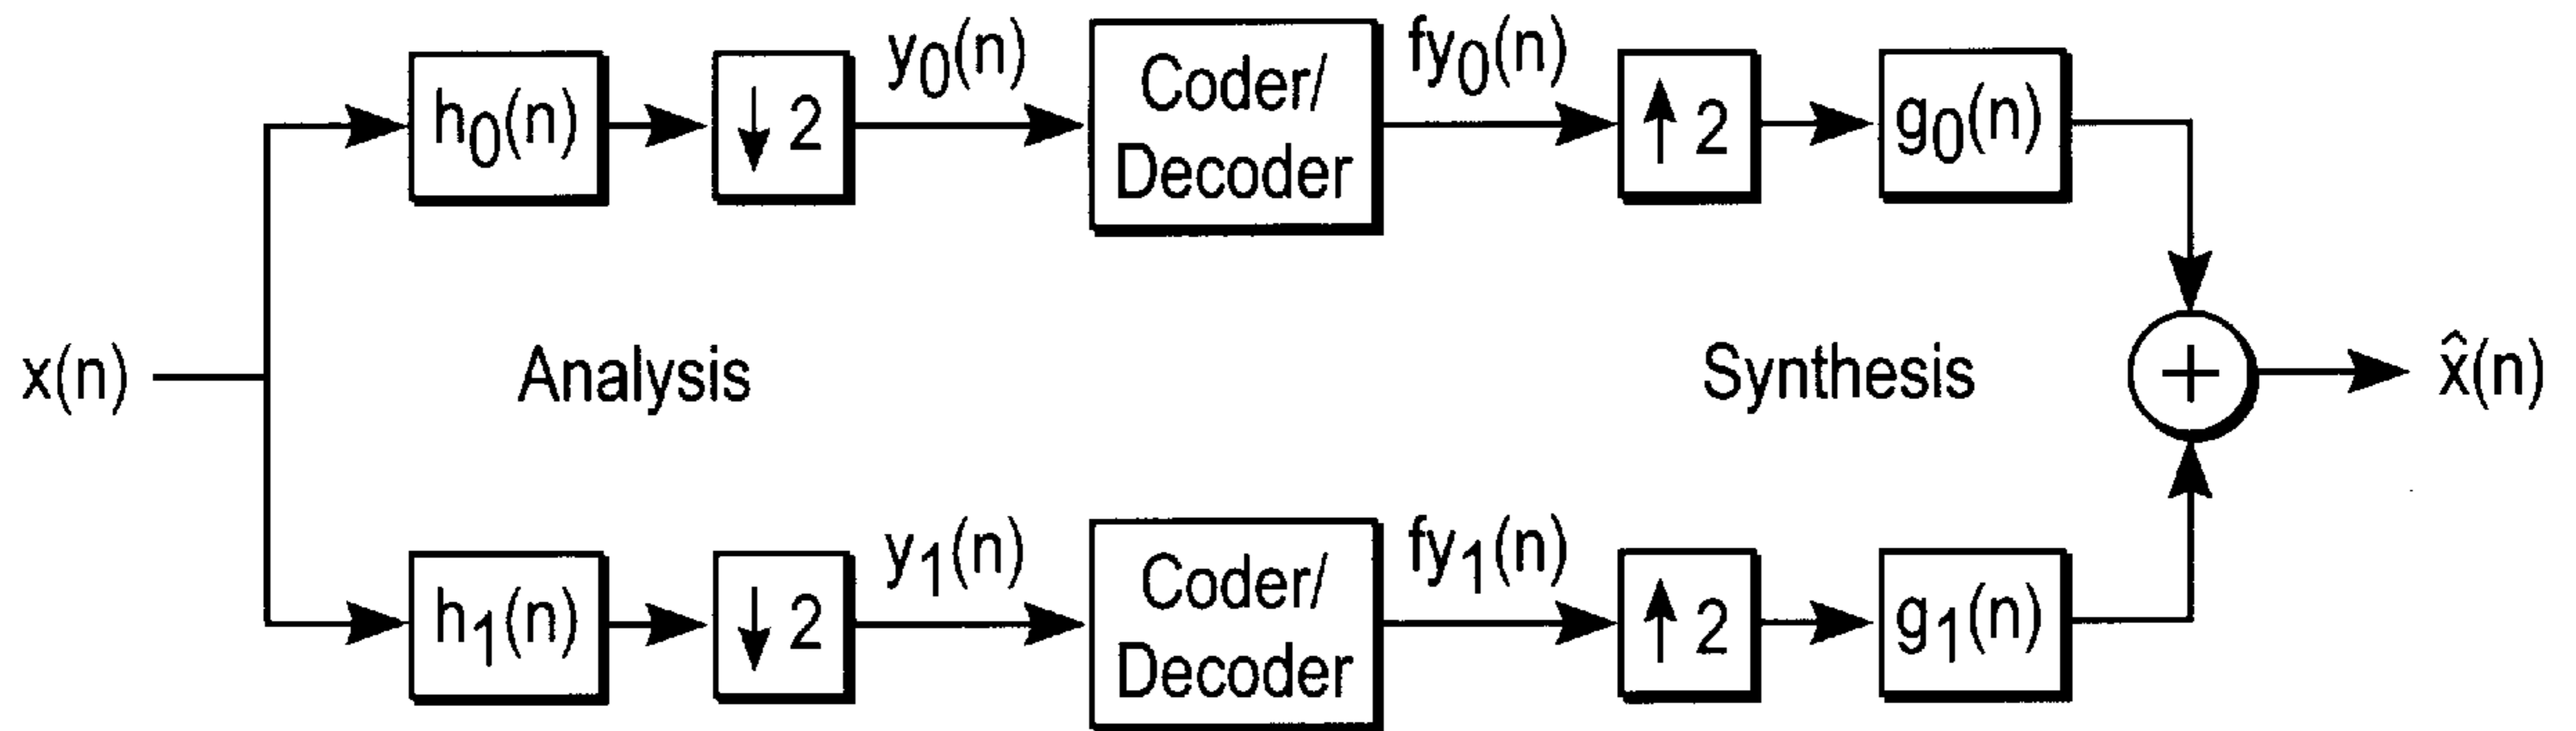 h₀(n)
↓ 2
y₀(n)
Coder/
Decoder
fy₀(n)
↑ 2
g₀(n)
x(n)
Analysis
Synthesis
+
x̂(n)
h₁(n)
↓ 2
y₁(n)
Coder/
Decoder
fy₁(n)
↑ 2
g₁(n)